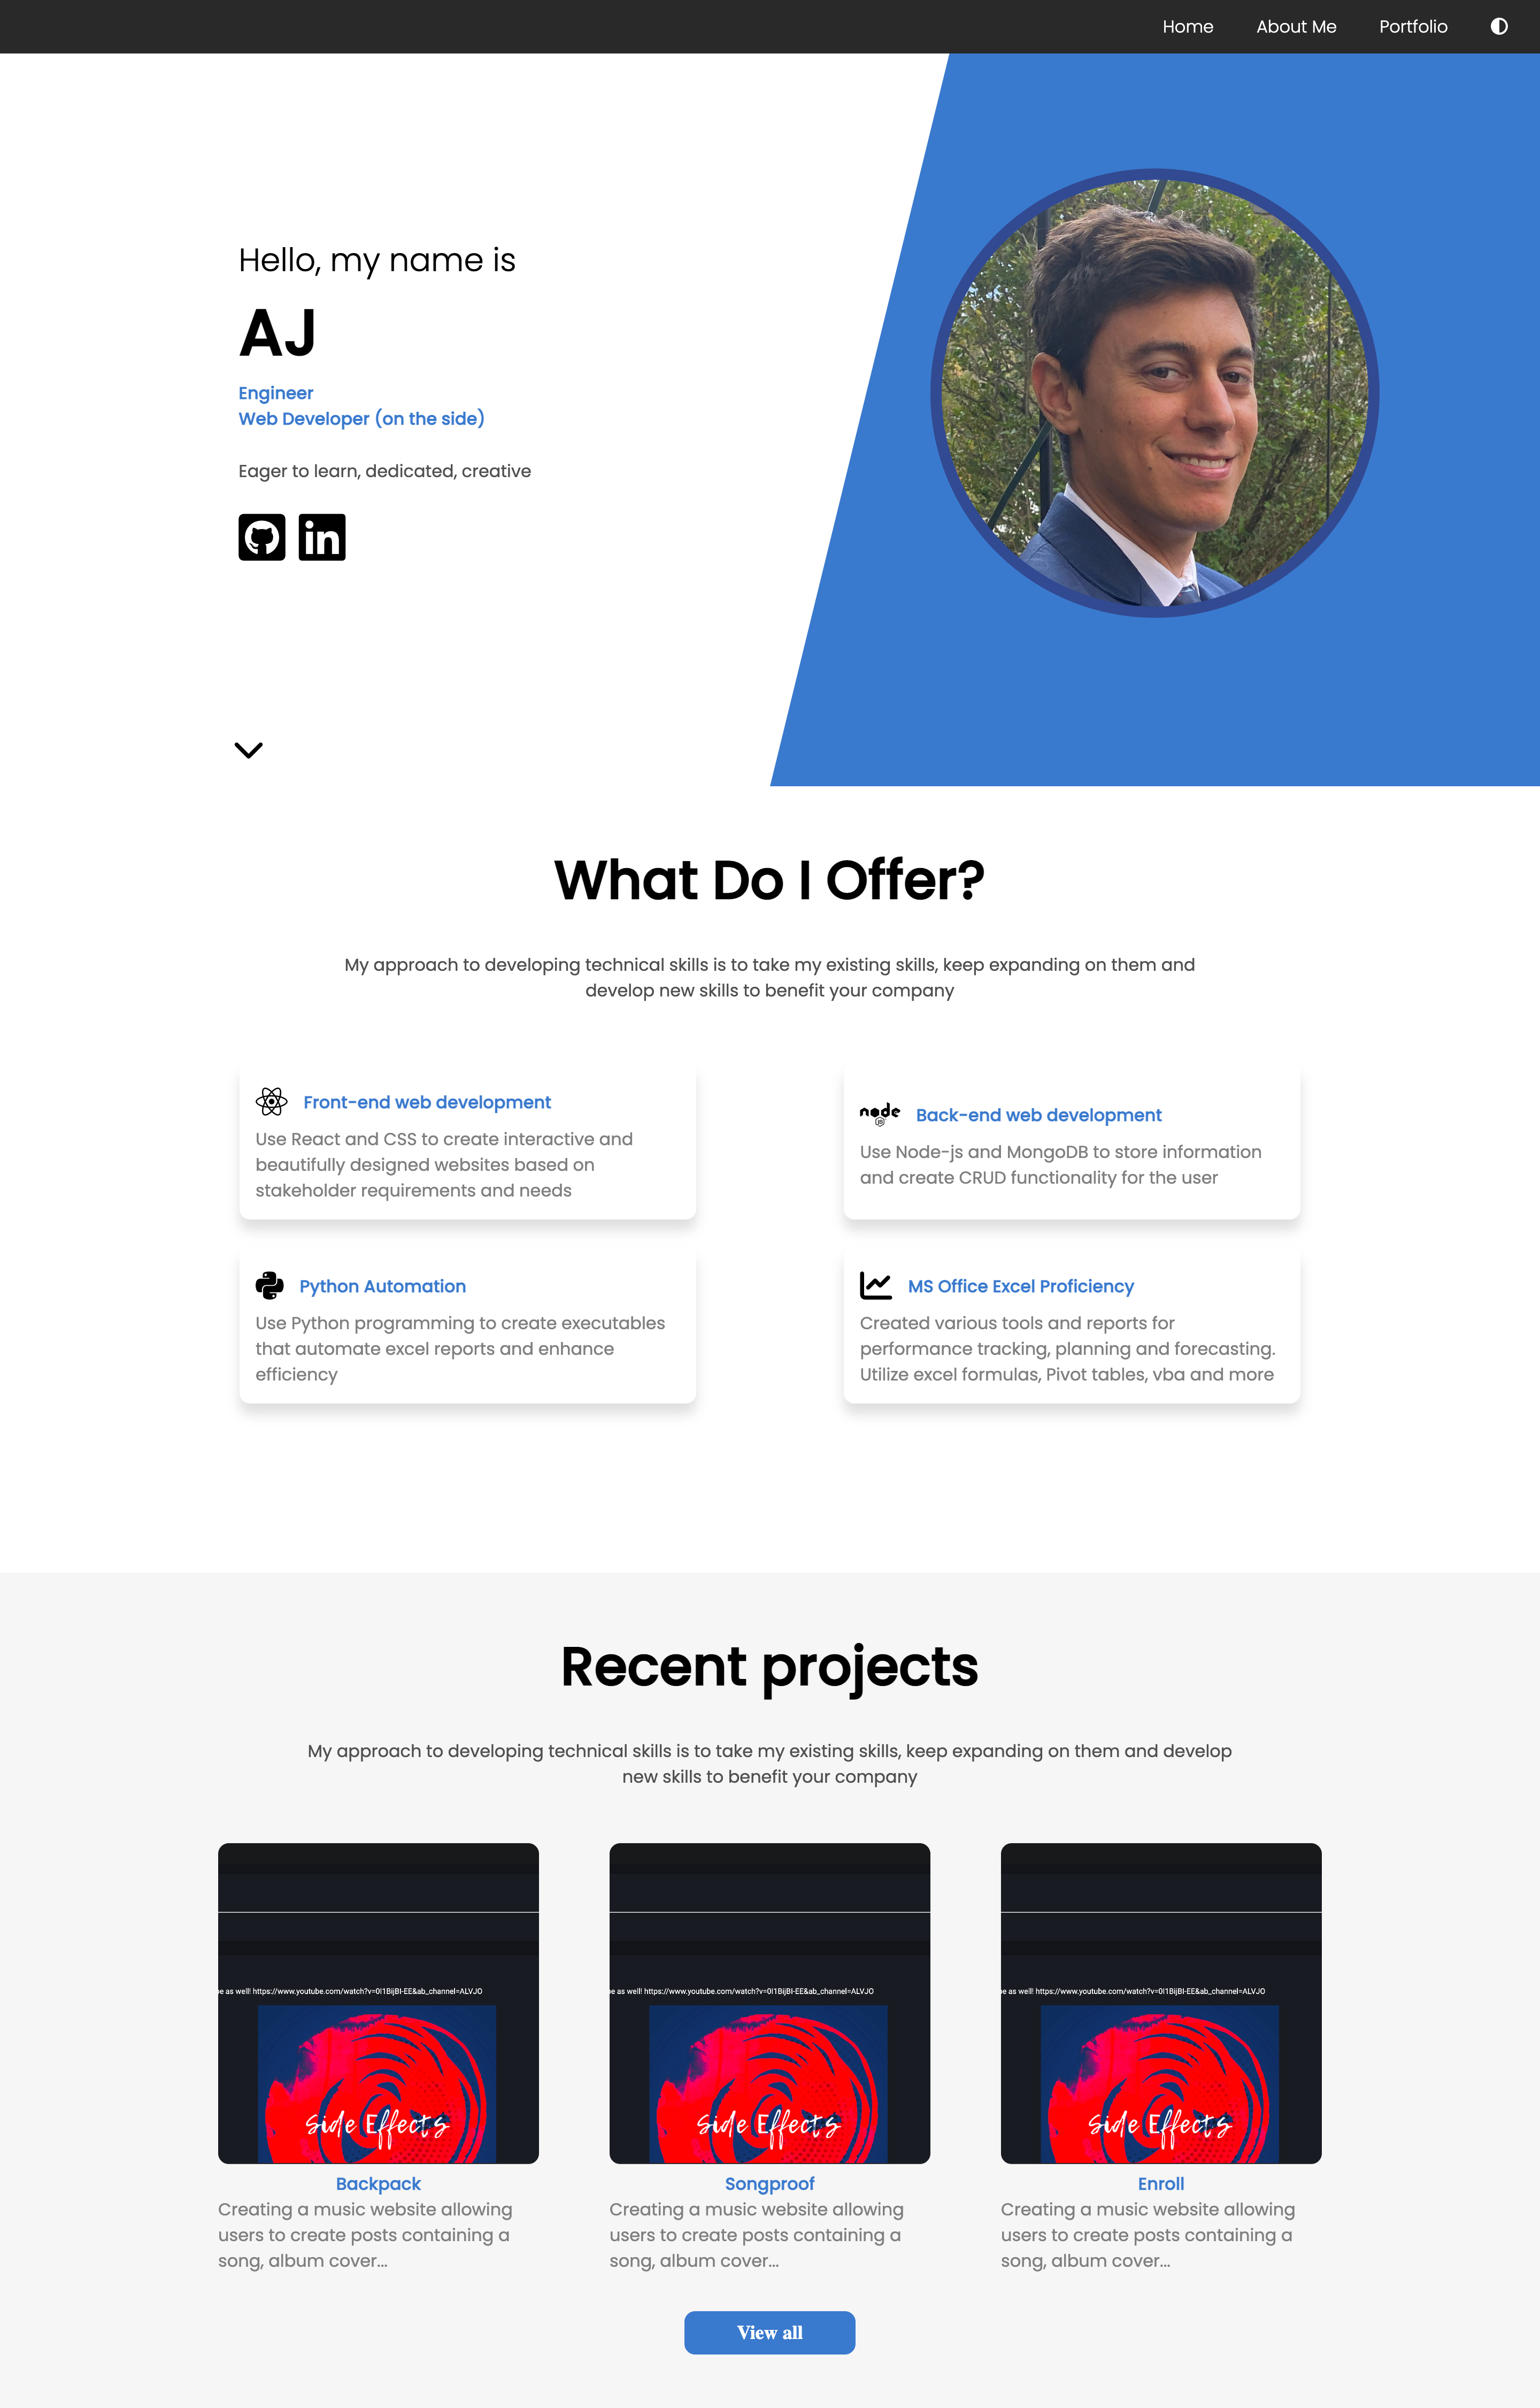 Home About Me Portfolio
Hello, my name is
AJ
Engineer
Web Developer (on the side)
Eager to learn, dedicated, creative
in
What Do I Offer?
My approach to developing technical skills is to take my existing skills, keep expanding on them and
develop new skills to benefit your company
Front-end web development
Use React and CSS to create interactive and
beautifully designed websites based on
stakeholder requirements and needs
node
JS
Back-end web development
Use Node-js and MongoDB to store information
and create CRUD functionality for the user
Python Automation
Use Python programming to create executables
that automate excel reports and enhance
efficiency
MS Office Excel Proficiency
Created various tools and reports for
performance tracking, planning and forecasting.
Utilize excel formulas, Pivot tables, vba and more
Recent projects
My approach to developing technical skills is to take my existing skills, keep expanding on them and develop
new skills to benefit your company
as well! https://www.youtube.com/watch?v=0l1BijBI-EE&ab_channel=ALVJO
Side Effects
Backpack
Creating a music website allowing
users to create posts containing a
song, album cover...
as well! https://www.youtube.com/watch?v=0l1BijBI-EE&ab_channel=ALVJO
Side Effects
Songproof
Creating a music website allowing
users to create posts containing a
song, album cover...
as well! https://www.youtube.com/watch?v=0l1BijBI-EE&ab_channel=ALVJO
Side Effects
Enroll
Creating a music website allowing
users to create posts containing a
song, album cover...
View all